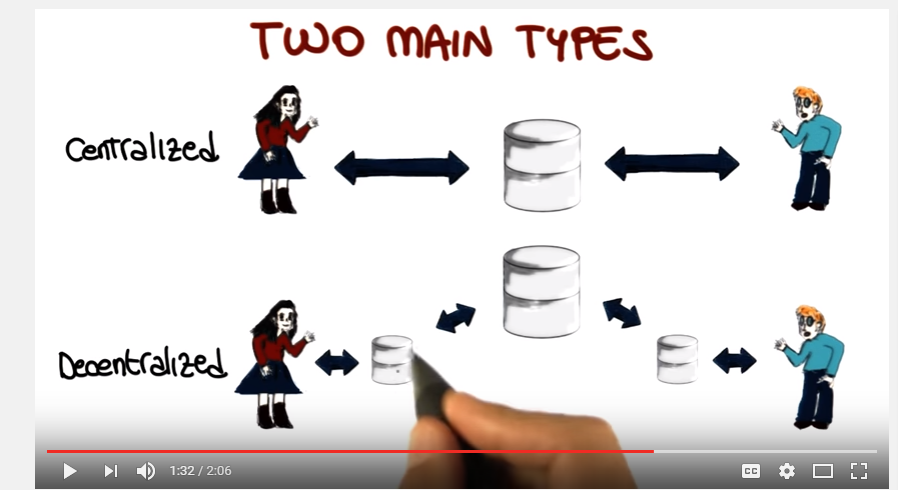 TWO MAIN TYPES
Centralized
Decentralized
1:32 / 2:06
CC